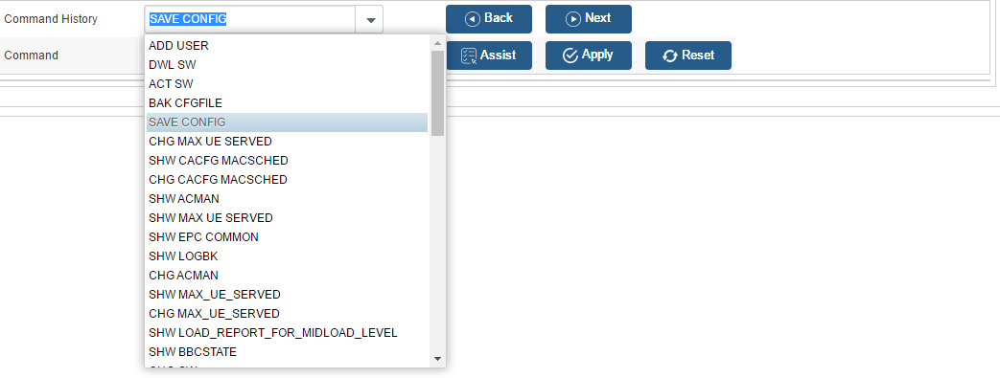 Command History SAVE CONFIG Back Next
Command Assist Apply Reset
ADD USER
DWL SW
ACT SW
BAK CFGFILE
SAVE CONFIG
CHG MAX UE SERVED
SHW CACFG MACSCHED
CHG CACFG MACSCHED
SHW ACMAN
SHW MAX UE SERVED
SHW EPC COMMON
SHW LOGBK
CHG ACMAN
SHW MAX_UE_SERVED
CHG MAX_UE_SERVED
SHW LOAD_REPORT_FOR_MIDLOAD_LEVEL
SHW BBCSTATE